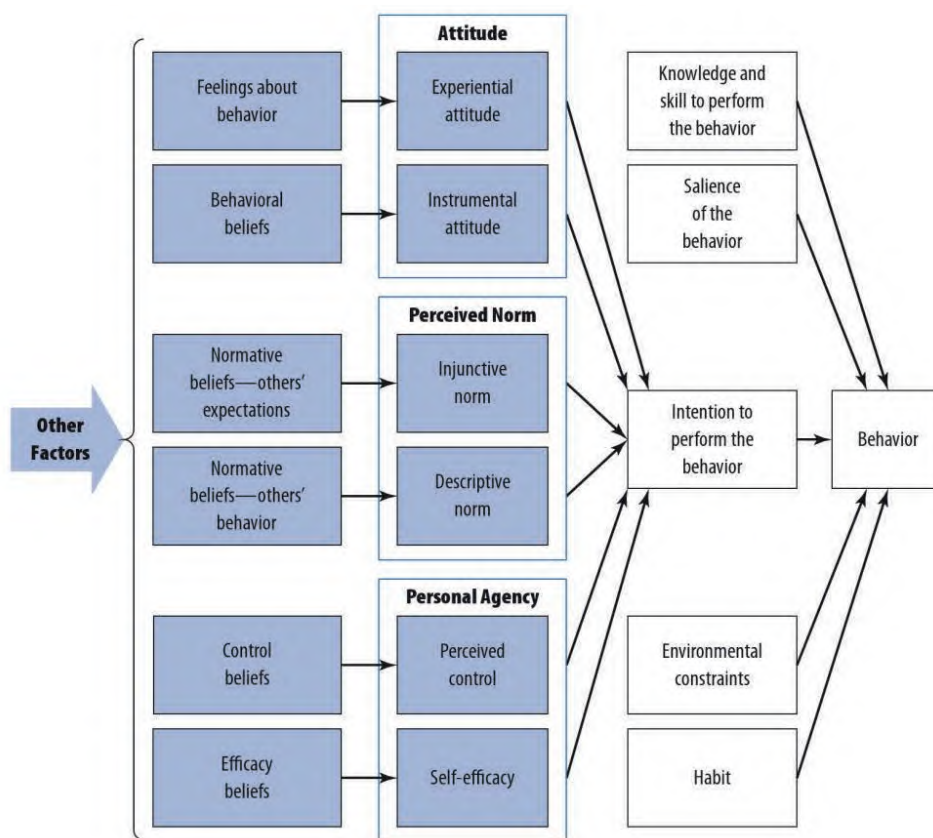 Other
Factors
Feelings about
behavior
Behavioral
beliefs
Normative
beliefs—others’
expectations
Normative
beliefs—others’
behavior
Control
beliefs
Efficacy
beliefs
Attitude
Experiential
attitude
Instrumental
attitude
Perceived Norm
Injunctive
norm
Descriptive
norm
Personal Agency
Perceived
control
Self-efficacy
Knowledge and
skill to perform
the behavior
Salience
of the
behavior
Intention to
perform the
behavior
Environmental
constraints
Habit
Behavior